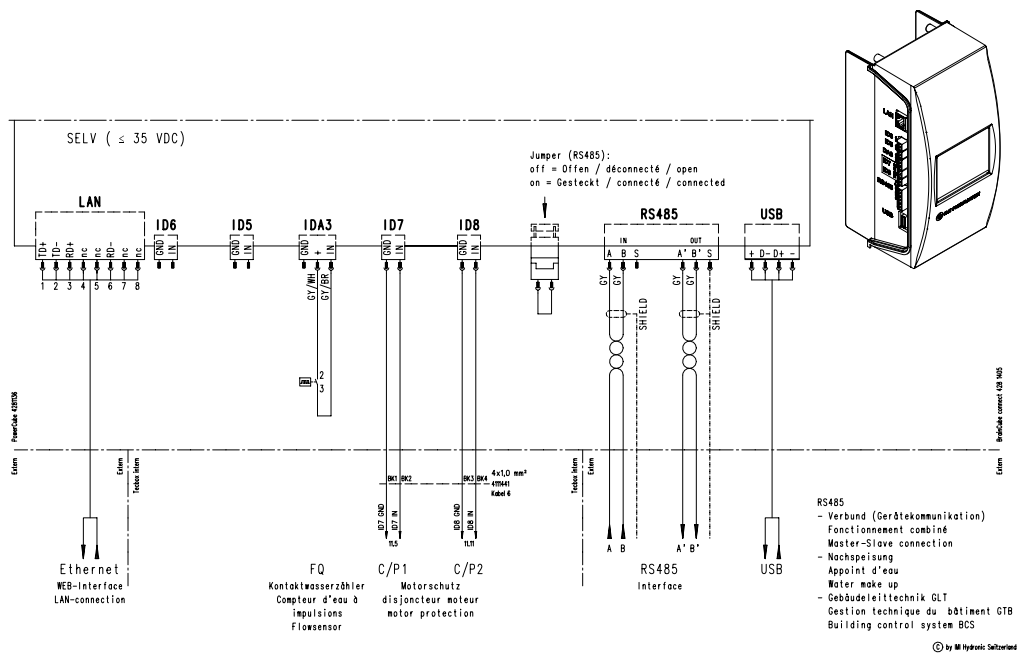 SELV ( ≤ 35 VDC)
Jumper (RS485):
off = Offen / déconnecté / open
on = Gesteckt / connecté / connected
LAN
ID6
ID5
IDA3
ID7
ID8
RS485
USB
TD+ TD- RD+ nc nc RD- nc nc
GND IN
GND IN
GND + IN
GND IN
GND IN
IN OUT
A B S A' B' S
+ D- D+ -
1 2 3 4 5 6 7 8
GY/WH GY/BR
GY GY GY GY
SHIELD SHIELD
2
3
LAN
USB
PowerCube 4281136
BrainCube connect 428 1405
Extern
Extern
Tecbox intern
Tecbox intern
Extern
Extern
BK1 BK2
BK3 BK4
4x1,0 mm²
4111441
Kabel 6
ID7 GND
ID7 IN
ID8 GND
ID8 IN
11,5
11,11
A B A' B'
Ethernet
WEB-Interface
LAN-connection
FQ
Kontaktwasserzähler
Compteur d'eau à
impulsions
Flowsensor
C/P1 C/P2
Motorschutz
disjoncteur moteur
motor protection
RS485
Interface
USB
RS485
- Verbund (Gerätekommunikation)
Fonctionnement combiné
Master-Slave connection
- Nachspeisung
Appoint d'eau
Water make up
- Gebäudeleittechnik GLT
Gestion technique du bâtiment GTB
Building control system BCS
© by IMI Hydronic Switzerland